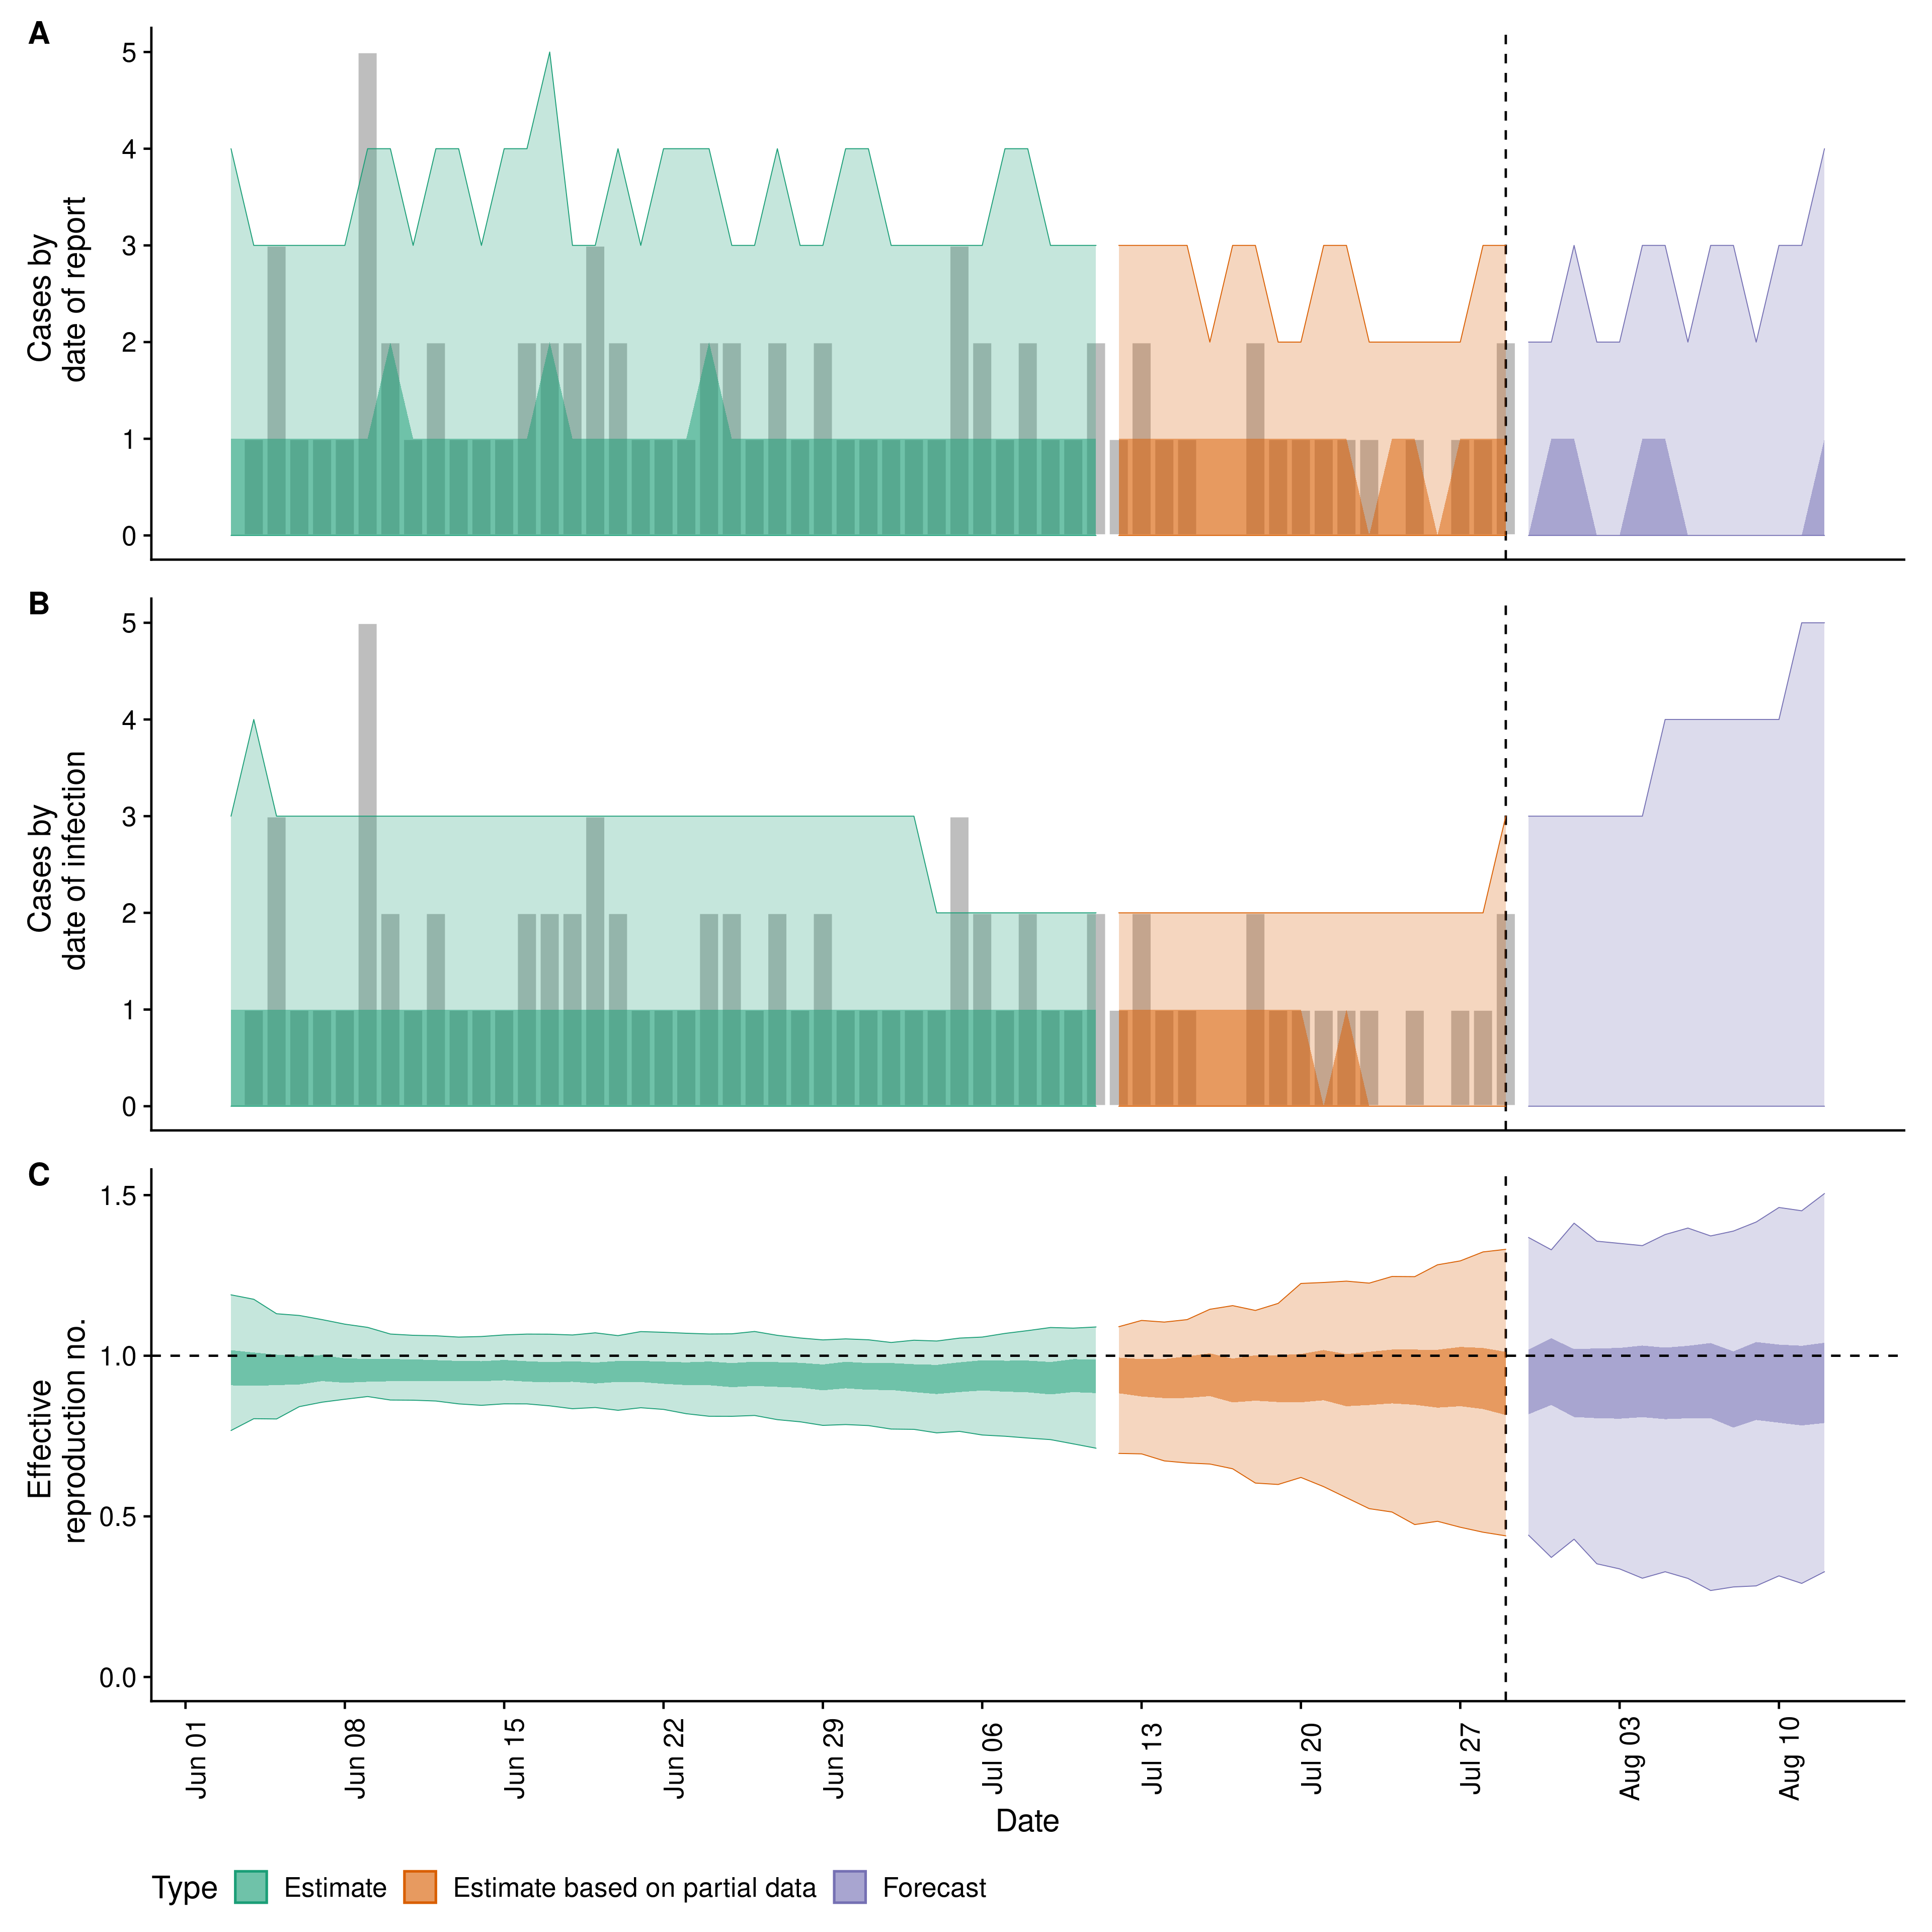 A
5
4
3
2
1
0
Cases by
date of report
B
5
4
3
2
1
0
Cases by
date of infection
C
1.5
1.0
0.5
0.0
Effective
reproduction no.
Jun 01
Jun 08
Jun 15
Jun 22
Jun 29
Jul 06
Jul 13
Jul 20
Jul 27
Aug 03
Aug 10
Date
Type Estimate Estimate based on partial data Forecast